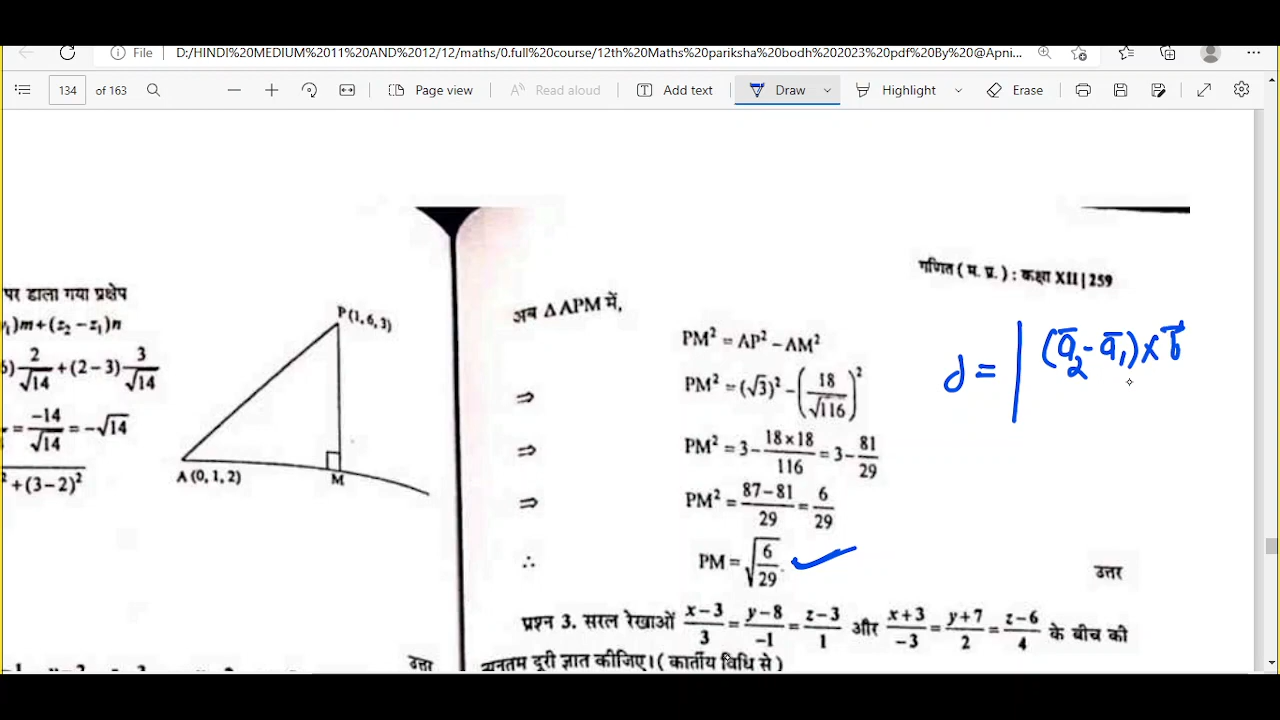 File D:/HINDI%20MEDIUM%2011%20AND%2012/12/maths/0.full%20course/12th%20Maths%20pariksha%20bodh%202023%20pdf%20By%20@Apni...
134 of 163 Page view Read aloud Add text Draw Highlight Erase
गणित ( म. प्र. ) : कक्षा XII | 259
पर डाला गया प्रक्षेप
)m+(z₂−z₁)n
) 2/√14 +(2−3) 3/√14
= −14/√14 = −√14
² +(3−2)²
P(1, 6, 3)
A (0, 1, 2)
M
अब Δ APM में,
PM² = AP² − AM²
⇒ PM² = (√3)² − (18/√116)²
⇒ PM² = 3 − 18×18/116 = 3 − 81/29
⇒ PM² = 87−81/29 = 6/29
∴ PM = √(6/29).
उत्तर
d = | (a̅₂ − a̅₁) × b⃗
प्रश्न 3. सरल रेखाओं x−3/3 = y−8/−1 = z−3/1 और x+3/−3 = y+7/2 = z−6/4 के बीच की
दूरी ज्ञात कीजिए। ( कार्तीय विधि से )